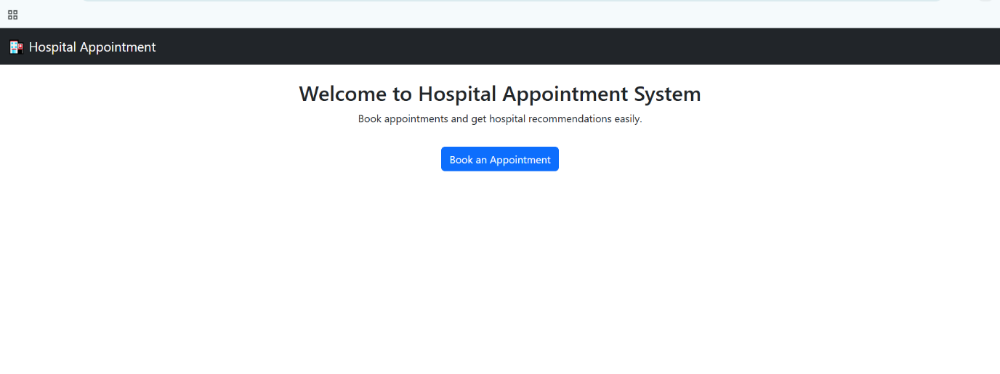 Hospital Appointment
Welcome to Hospital Appointment System
Book appointments and get hospital recommendations easily.
Book an Appointment